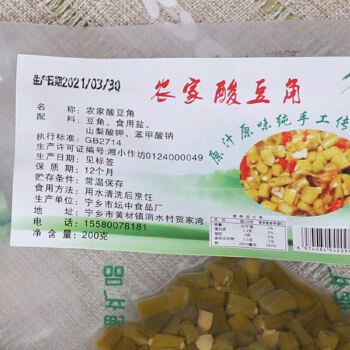 生产日期2021/03/30
农家酸豆角
原汁原味纯手工传
名称：农家酸豆角
配料：豆角、食用盐、
山梨酸钾、苯甲酸钠
执行标准号：GB2714
生产许可证编号：湘小作坊0124000049
生产日期：见标签
保质期：12个月
贮存条件：常温保存
食用方法：用水清洗后烹饪
生产单位：宁乡市坛中食品厂
地址：宁乡市黄材镇涓水村贺家湾
电话：15580078181
净含量：200克